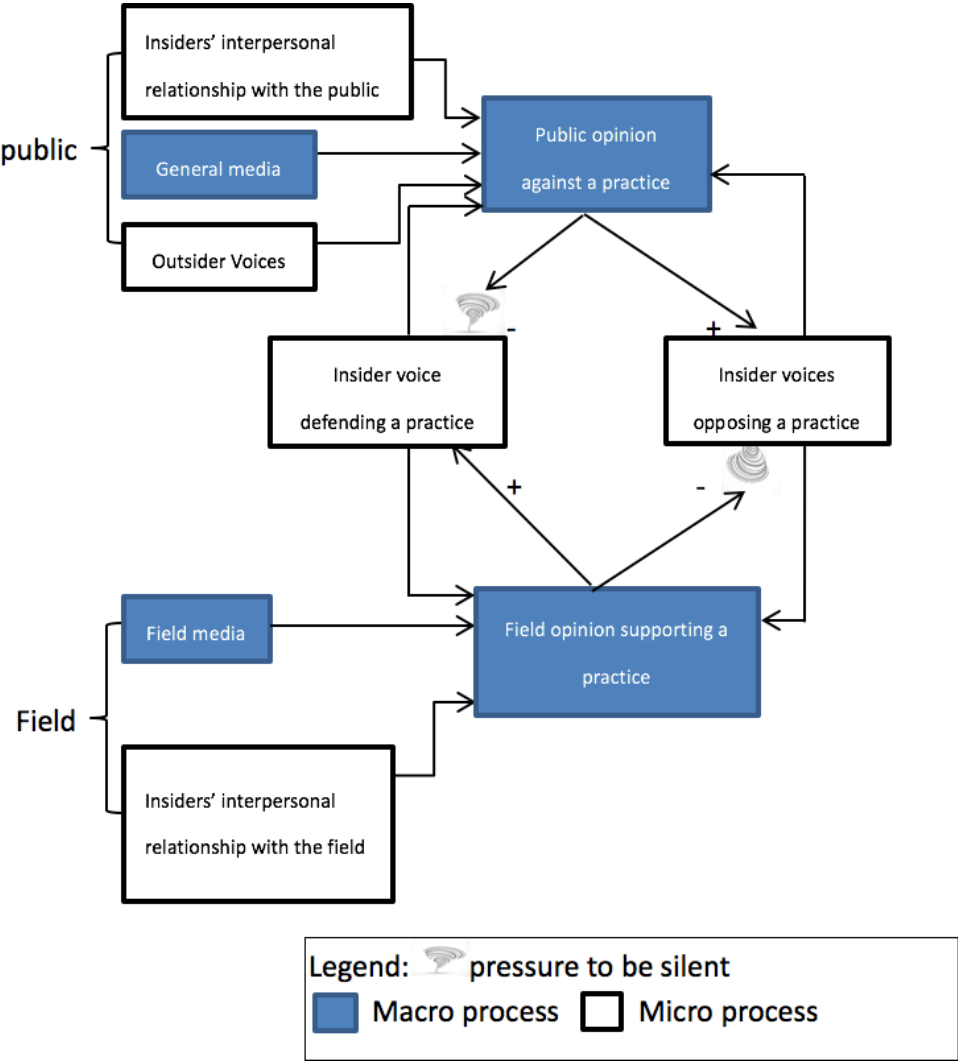 Insiders' interpersonal
relationship with the public
public
General media
Outsider Voices
Public opinion
against a practice
-
+
Insider voice
defending a practice
Insider voices
opposing a practice
+
-
Field media
Field opinion supporting a
practice
Field
Insiders' interpersonal
relationship with the field
Legend: pressure to be silent
Macro process Micro process